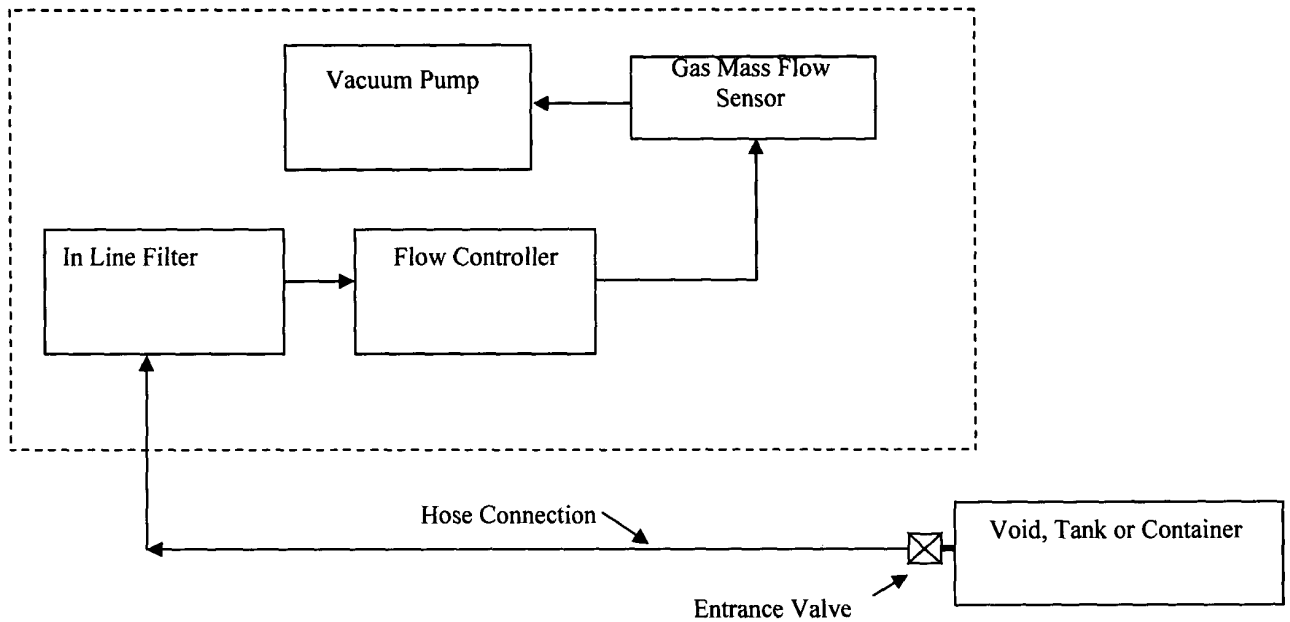 Vacuum Pump
Gas Mass Flow
Sensor
In Line Filter
Flow Controller
Hose Connection
Void, Tank or Container
Entrance Valve